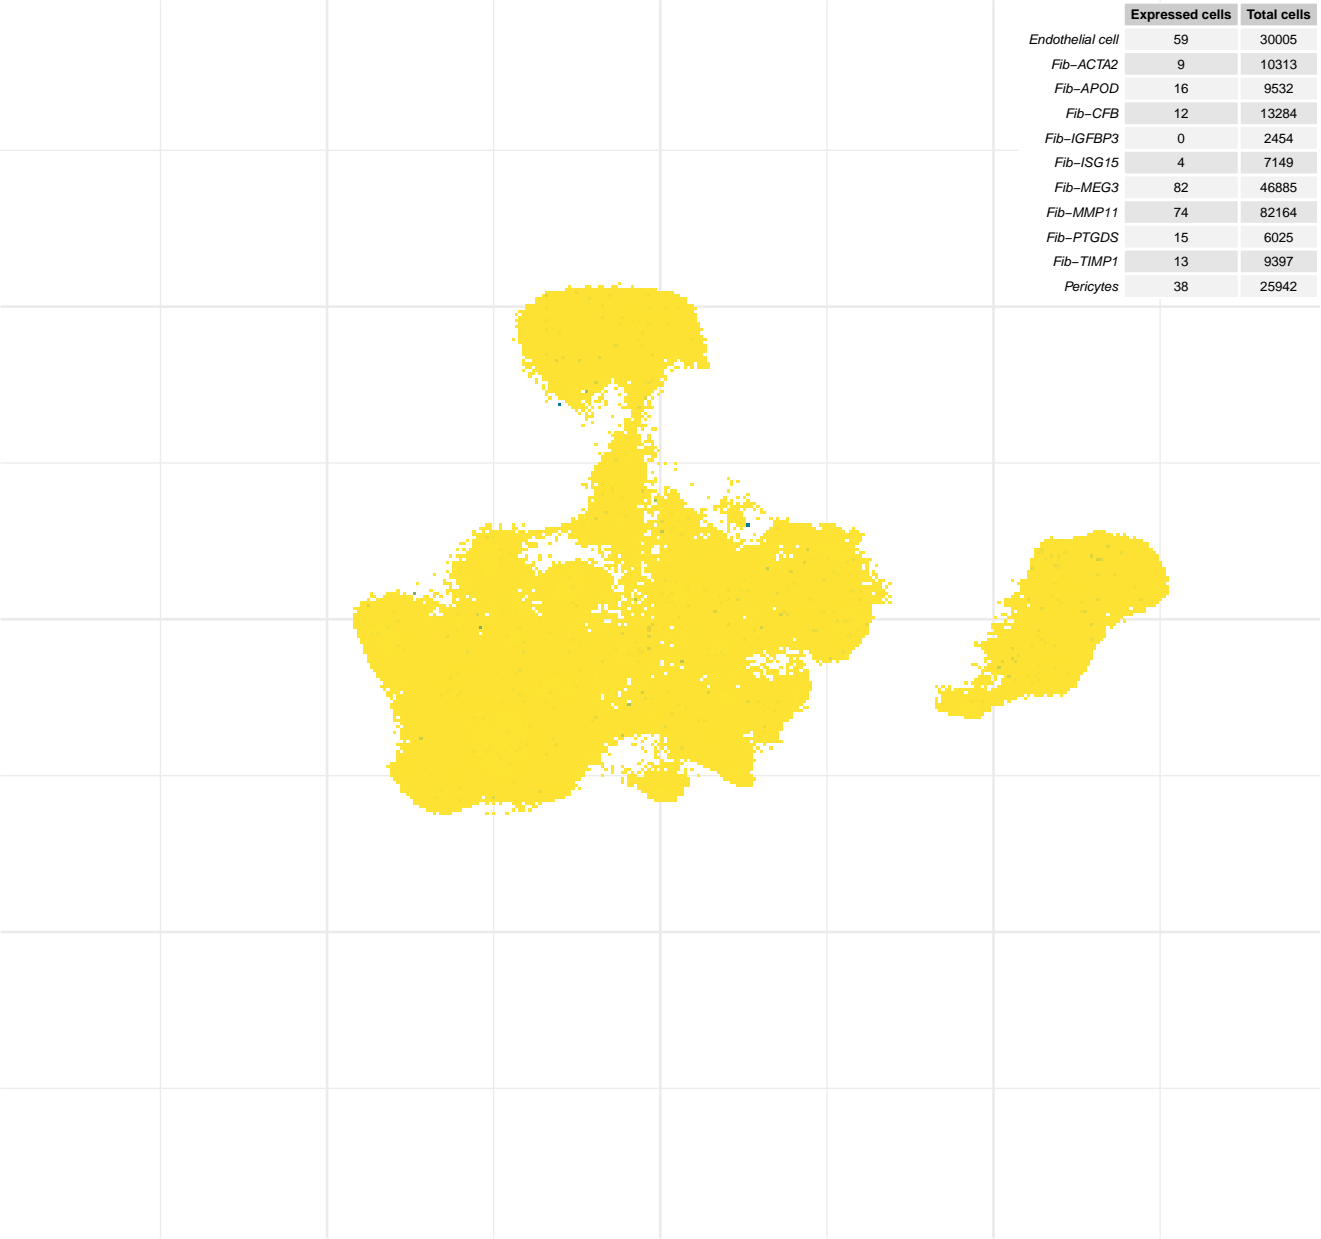 Expressed cells Total cells
Endothelial cell 59 30005
Fib−ACTA2 9 10313
Fib−APOD 16 9532
Fib−CFB 12 13284
Fib−IGFBP3 0 2454
Fib−ISG15 4 7149
Fib−MEG3 82 46885
Fib−MMP11 74 82164
Fib−PTGDS 15 6025
Fib−TIMP1 13 9397
Pericytes 38 25942